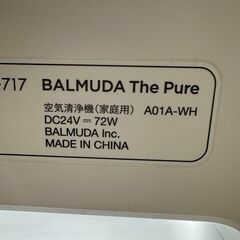 -717 BALMUDA The Pure
空気清浄機(家庭用) A01A-WH
DC24V ⎓ 72W
BALMUDA Inc.
MADE IN CHINA